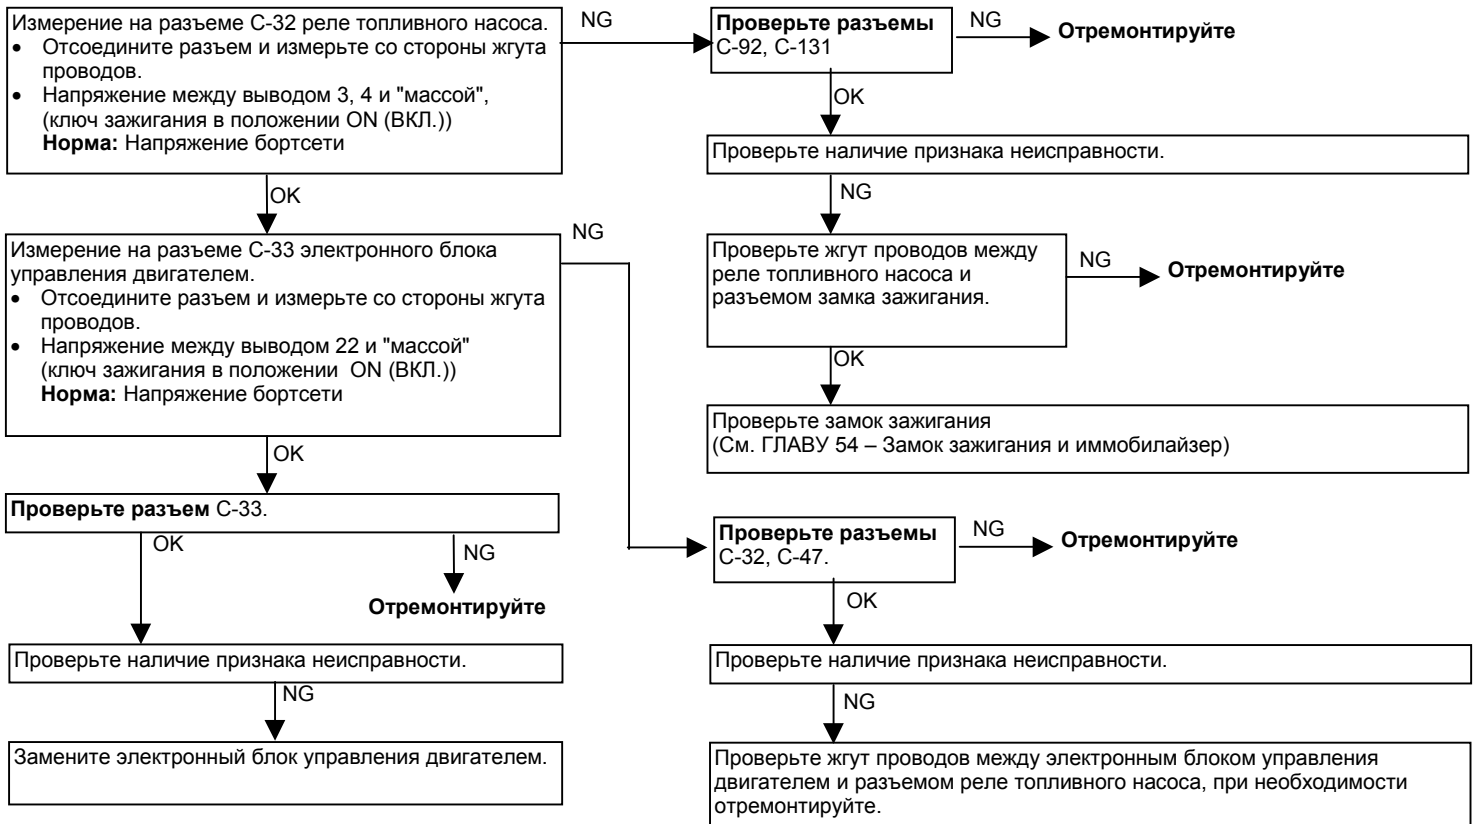 Измерение на разъеме C-32 реле топливного насоса.
• Отсоедините разъем и измерьте со стороны жгута
проводов.
• Напряжение между выводом 3, 4 и "массой",
(ключ зажигания в положении ON (ВКЛ.))
Норма: Напряжение бортсети
NG
Проверьте разъемы
C-92, C-131
NG
Отремонтируйте
OK
Проверьте наличие признака неисправности.
NG
Проверьте жгут проводов между
реле топливного насоса и
разъемом замка зажигания.
NG
Отремонтируйте
OK
Проверьте замок зажигания
(См. ГЛАВУ 54 – Замок зажигания и иммобилайзер)
OK
Измерение на разъеме C-33 электронного блока
управления двигателем.
• Отсоедините разъем и измерьте со стороны жгута
проводов.
• Напряжение между выводом 22 и "массой"
(ключ зажигания в положении ON (ВКЛ.))
Норма: Напряжение бортсети
NG
OK
Проверьте разъем C-33.
OK
NG
Отремонтируйте
Проверьте наличие признака неисправности.
NG
Замените электронный блок управления двигателем.
Проверьте разъемы
C-32, C-47.
NG
Отремонтируйте
OK
Проверьте наличие признака неисправности.
NG
Проверьте жгут проводов между электронным блоком управления
двигателем и разъемом реле топливного насоса, при необходимости
отремонтируйте.